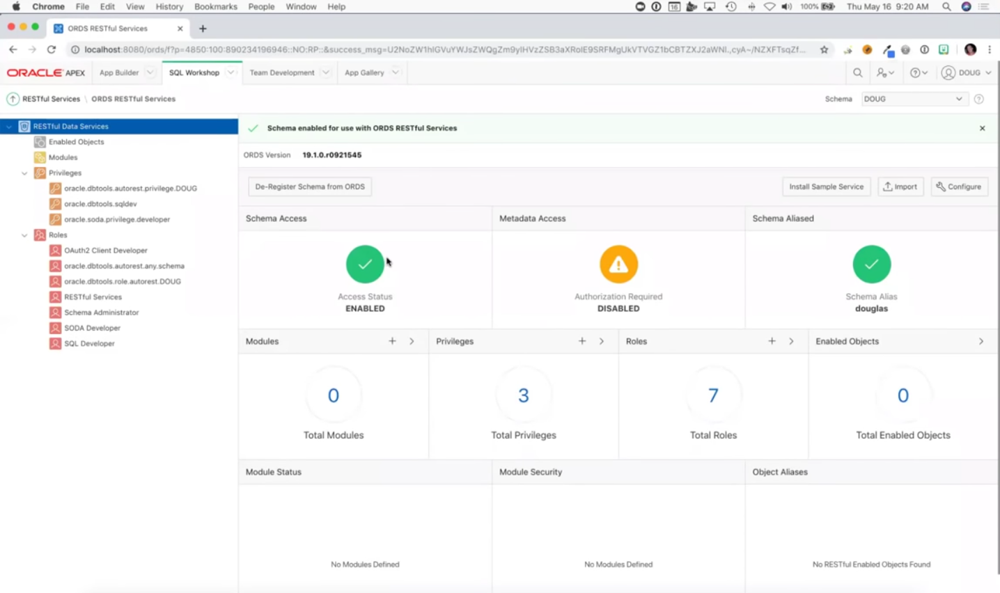 Chrome File Edit View History Bookmarks People Window Help 16 100% Thu May 16 9:20 AM
ORDS RESTful Services
localhost:8080/ords/f?p=4850:100:890234196946::NO:RP::&success_msg=
ORACLE APEX App Builder SQL Workshop Team Development App Gallery DOUG
RESTful Services \ ORDS RESTful Services Schema DOUG
RESTful Data Services
Enabled Objects
Modules
Privileges
oracle.dbtools.autorest.privilege.DOUG
oracle.dbtools.sqldev
oracle.soda.privilege.developer
Roles
OAuth2 Client Developer
oracle.dbtools.autorest.any.schema
oracle.dbtools.role.autorest.DOUG
RESTful Services
Schema Administrator
SODA Developer
SQL Developer
Schema enabled for use with ORDS RESTful Services
ORDS Version 19.1.0.r0921545
De-Register Schema from ORDS Install Sample Service Import Configure
Schema Access Metadata Access Schema Aliased
Access Status Authorization Required Schema Alias
ENABLED DISABLED douglas
Modules Privileges Roles Enabled Objects
0 3 7 0
Total Modules Total Privileges Total Roles Total Enabled Objects
Module Status Module Security Object Aliases
No Modules Defined No Modules Defined No RESTful Enabled Objects Found